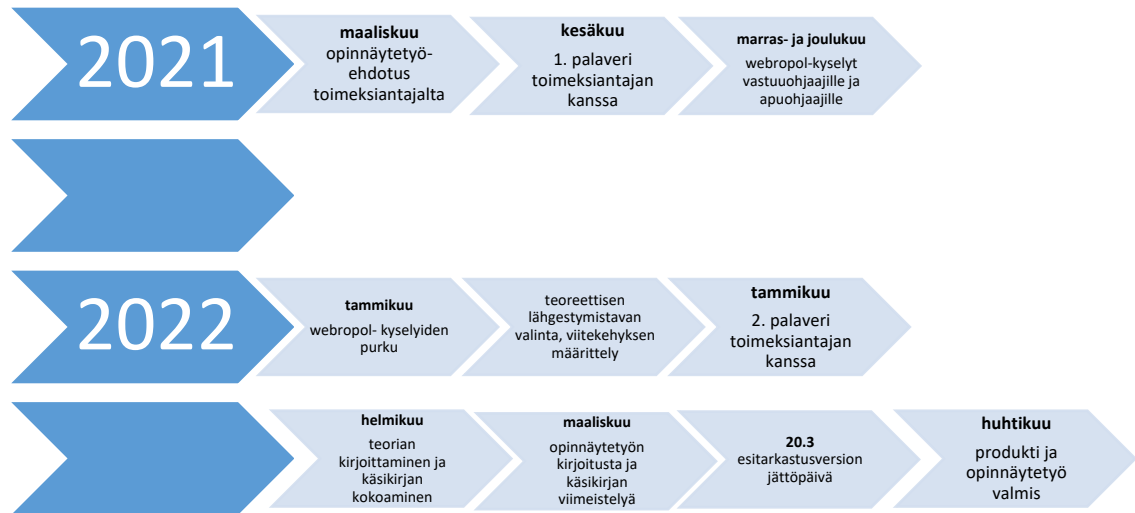 2021
maaliskuu
opinnäytetyö-
ehdotus
toimeksiantajalta
kesäkuu
1. palaveri
toimeksiantajan
kanssa
marras- ja joulukuu
webropol-kyselyt
vastuuohjaajille ja
apuohjaajille
2022
tammikuu
webropol- kyselyiden
purku
teoreettisen
lähgestymistavan
valinta, viitekehyksen
määrittely
tammikuu
2. palaveri
toimeksiantajan
kanssa
helmikuu
teorian
kirjoittaminen ja
käsikirjan
kokoaminen
maaliskuu
opinnäytetyön
kirjoitusta ja
käsikirjan
viimeistelyä
20.3
esitarkastusversion
jättöpäivä
huhtikuu
produkti ja
opinnäytetyö
valmis